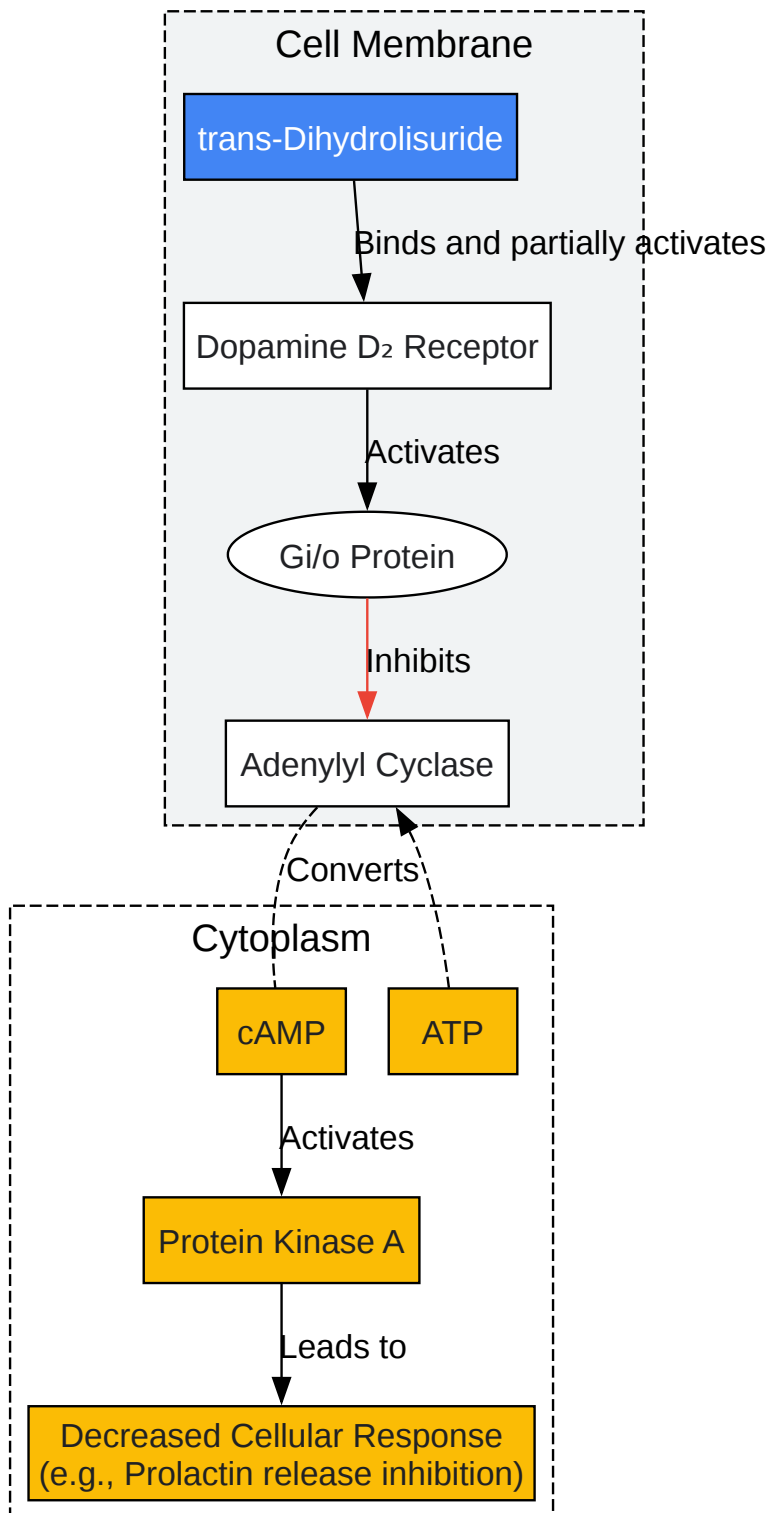 Cell Membrane
trans-Dihydrolisuride
Binds and partially activates
Dopamine D₂ Receptor
Activates
Gi/o Protein
Inhibits
Adenylyl Cyclase
Converts
Cytoplasm
cAMP
ATP
Activates
Protein Kinase A
Leads to
Decreased Cellular Response
(e.g., Prolactin release inhibition)